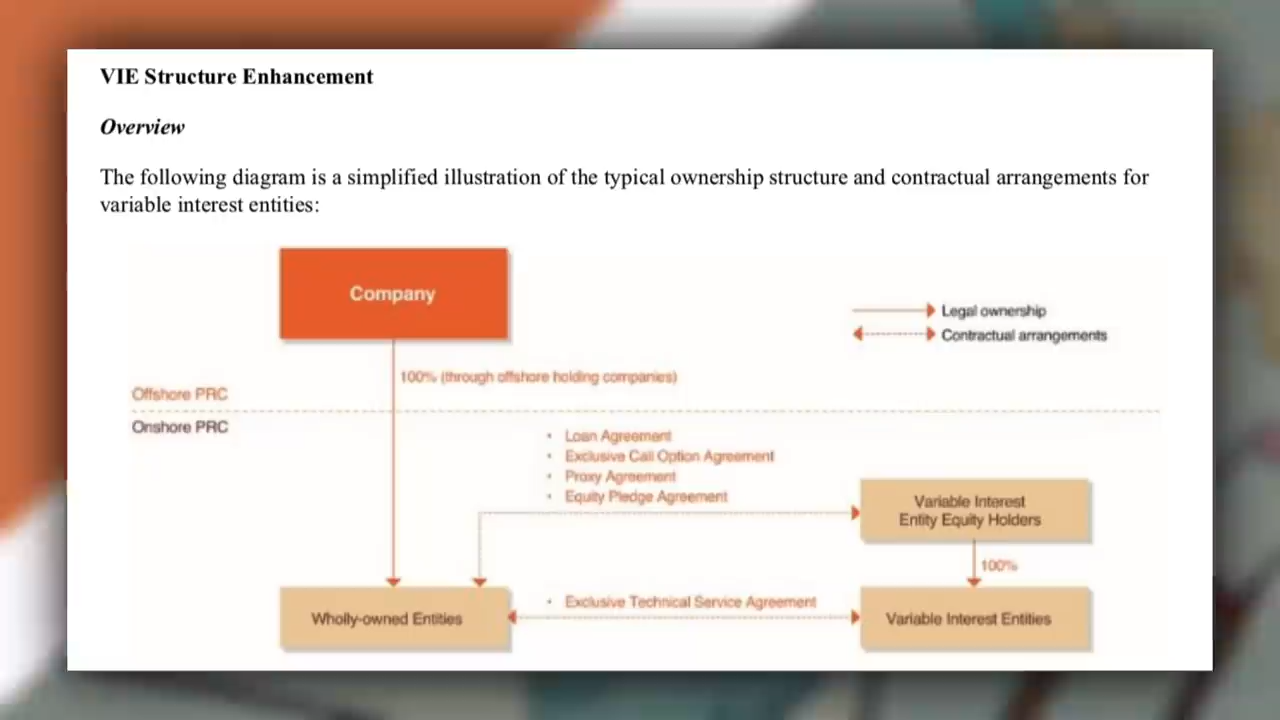 VIE Structure Enhancement
Overview
The following diagram is a simplified illustration of the typical ownership structure and contractual arrangements for
variable interest entities:
Company
Legal ownership
Contractual arrangements
100% (through offshore holding companies)
Offshore PRC
Onshore PRC
• Loan Agreement
• Exclusive Call Option Agreement
• Proxy Agreement
• Equity Pledge Agreement
Variable Interest
Entity Equity Holders
100%
• Exclusive Technical Service Agreement
Wholly-owned Entities
Variable Interest Entities